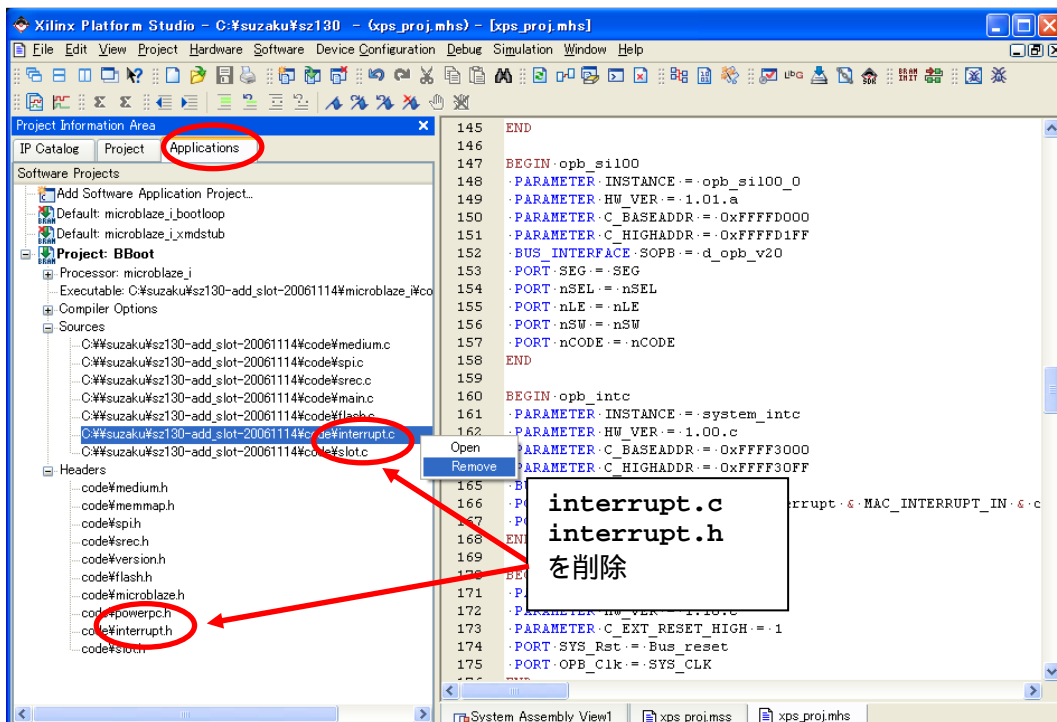 Xilinx Platform Studio - C:¥suzaku¥sz130 - (xps_proj.mhs) - [xps_proj.mhs]
File Edit View Project Hardware Software Device Configuration Debug Simulation Window Help
Project Information Area
IP Catalog Project Applications
Software Projects
Add Software Application Project...
Default: microblaze_i_bootloop
Default: microblaze_i_xmdstub
Project: BBoot
Processor: microblaze_i
Executable: C:¥suzaku¥sz130-add_slot-20061114¥microblaze_i¥co
Compiler Options
Sources
C:¥¥suzaku¥sz130-add_slot-20061114¥code¥medium.c
C:¥¥suzaku¥sz130-add_slot-20061114¥code¥spi.c
C:¥¥suzaku¥sz130-add_slot-20061114¥code¥srec.c
C:¥¥suzaku¥sz130-add_slot-20061114¥code¥main.c
C:¥¥suzaku¥sz130-add_slot-20061114¥code¥flash.c
C:¥¥suzaku¥sz130-add_slot-20061114¥code¥interrupt.c
C:¥¥suzaku¥sz130-add_slot-20061114¥code¥slot.c
Headers
code¥medium.h
code¥memmap.h
code¥spi.h
code¥srec.h
code¥version.h
code¥flash.h
code¥microblaze.h
code¥powerpc.h
code¥interrupt.h
code¥slot.h
Open
Remove
145 END
146
147 BEGIN·opb_sil00
148 ·PARAMETER·INSTANCE·=·opb_sil00_0
149 ·PARAMETER·HW_VER·=·1.01.a
150 ·PARAMETER·C_BASEADDR·=·0xFFFFD000
151 ·PARAMETER·C_HIGHADDR·=·0xFFFFD1FF
152 ·BUS_INTERFACE·SOPB·=·d_opb_v20
153 ·PORT·SEG·=·SEG
154 ·PORT·nSEL·=·nSEL
155 ·PORT·nLE·=·nLE
156 ·PORT·nSW·=·nSW
157 ·PORT·nCODE·=·nCODE
158 END
159
160 BEGIN·opb_intc
161 ·PARAMETER·INSTANCE·=·system_intc
162 ·PARAMETER·HW_VER·=·1.00.c
PARAMETER·C_BASEADDR·=·0xFFFF3000
PARAMETER·C_HIGHADDR·=·0xFFFF30FF
165
166 errupt·&·MAC_INTERRUPT_IN·&·c
167
168
169
171
172
173 ·PARAMETER·C_EXT_RESET_HIGH·=·1
174 ·PORT·SYS_Rst·=·Bus_reset
175 ·PORT·OPB_Clk·=·SYS_CLK
interrupt.c
interrupt.h
を削除
System Assembly View1 xps_proj.mss xps_proj.mhs